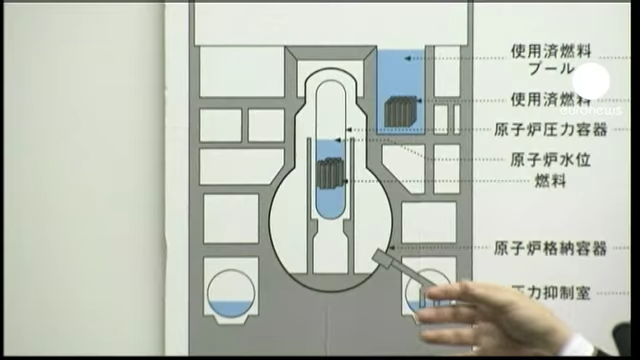 使用済燃料
プール
使用済燃料
euronews
原子炉圧力容器
原子炉水位
燃料
原子炉格納容器
力抑制室